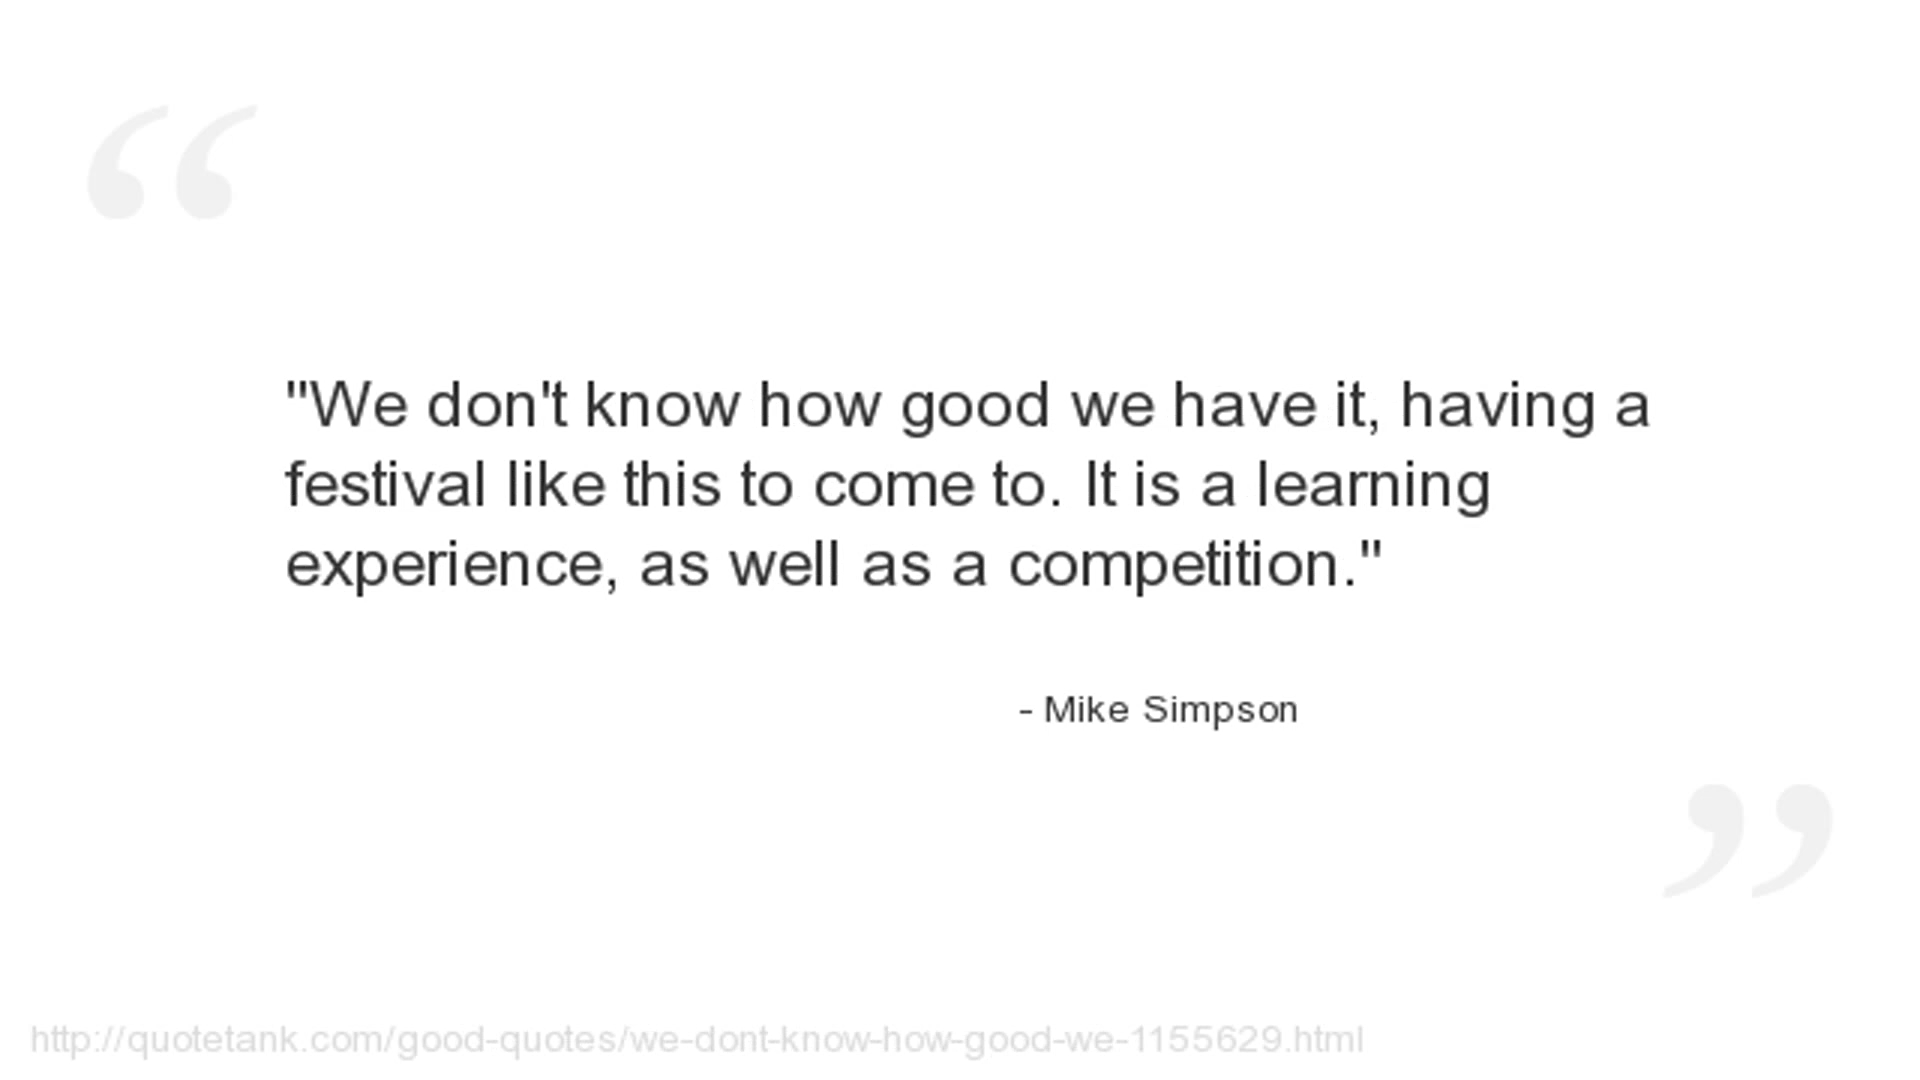 "We don't know how good we have it, having a
festival like this to come to. It is a learning
experience, as well as a competition."
- Mike Simpson
http://quotetank.com/good-quotes/we-dont-know-how-good-we-1155629.html